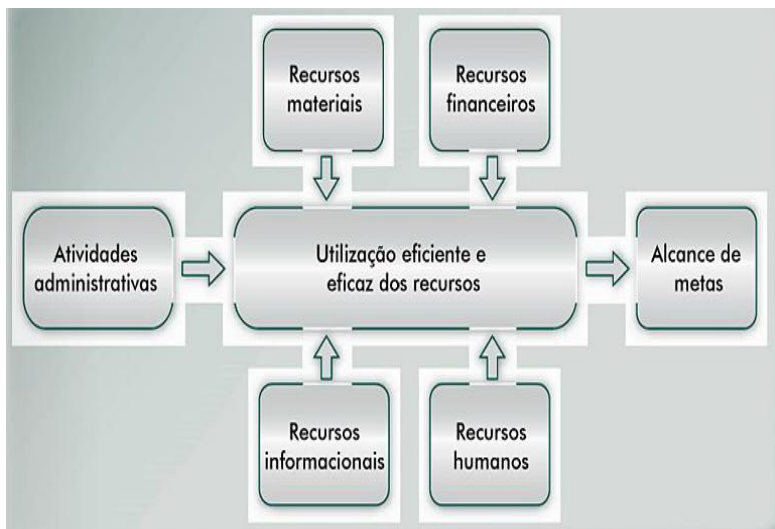 Recursos
materiais
Recursos
financeiros
Atividades
administrativas
Utilização eficiente e
eficaz dos recursos
Alcance de
metas
Recursos
informacionais
Recursos
humanos